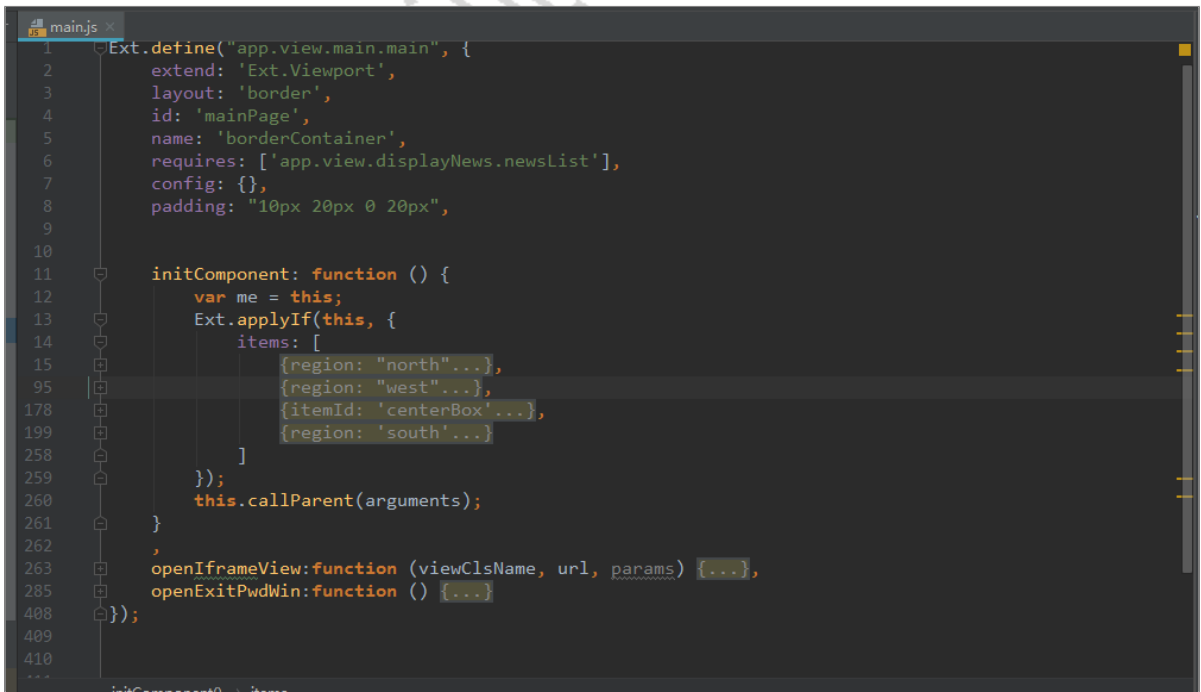 main.js ×
1 Ext.define("app.view.main.main", {
2 extend: 'Ext.Viewport',
3 layout: 'border',
4 id: 'mainPage',
5 name: 'borderContainer',
6 requires: ['app.view.displayNews.newsList'],
7 config: {},
8 padding: "10px 20px 0 20px",
9
10
11 initComponent: function () {
12 var me = this;
13 Ext.applyIf(this, {
14 items: [
15 {region: "north"...},
95 {region: "west"...},
178 {itemId: 'centerBox'...},
199 {region: 'south'...}
258 ]
259 });
260 this.callParent(arguments);
261 }
262 ,
263 openIframeView:function (viewClsName, url, params) {...},
285 openExitPwdWin:function () {...}
408 });
409
410